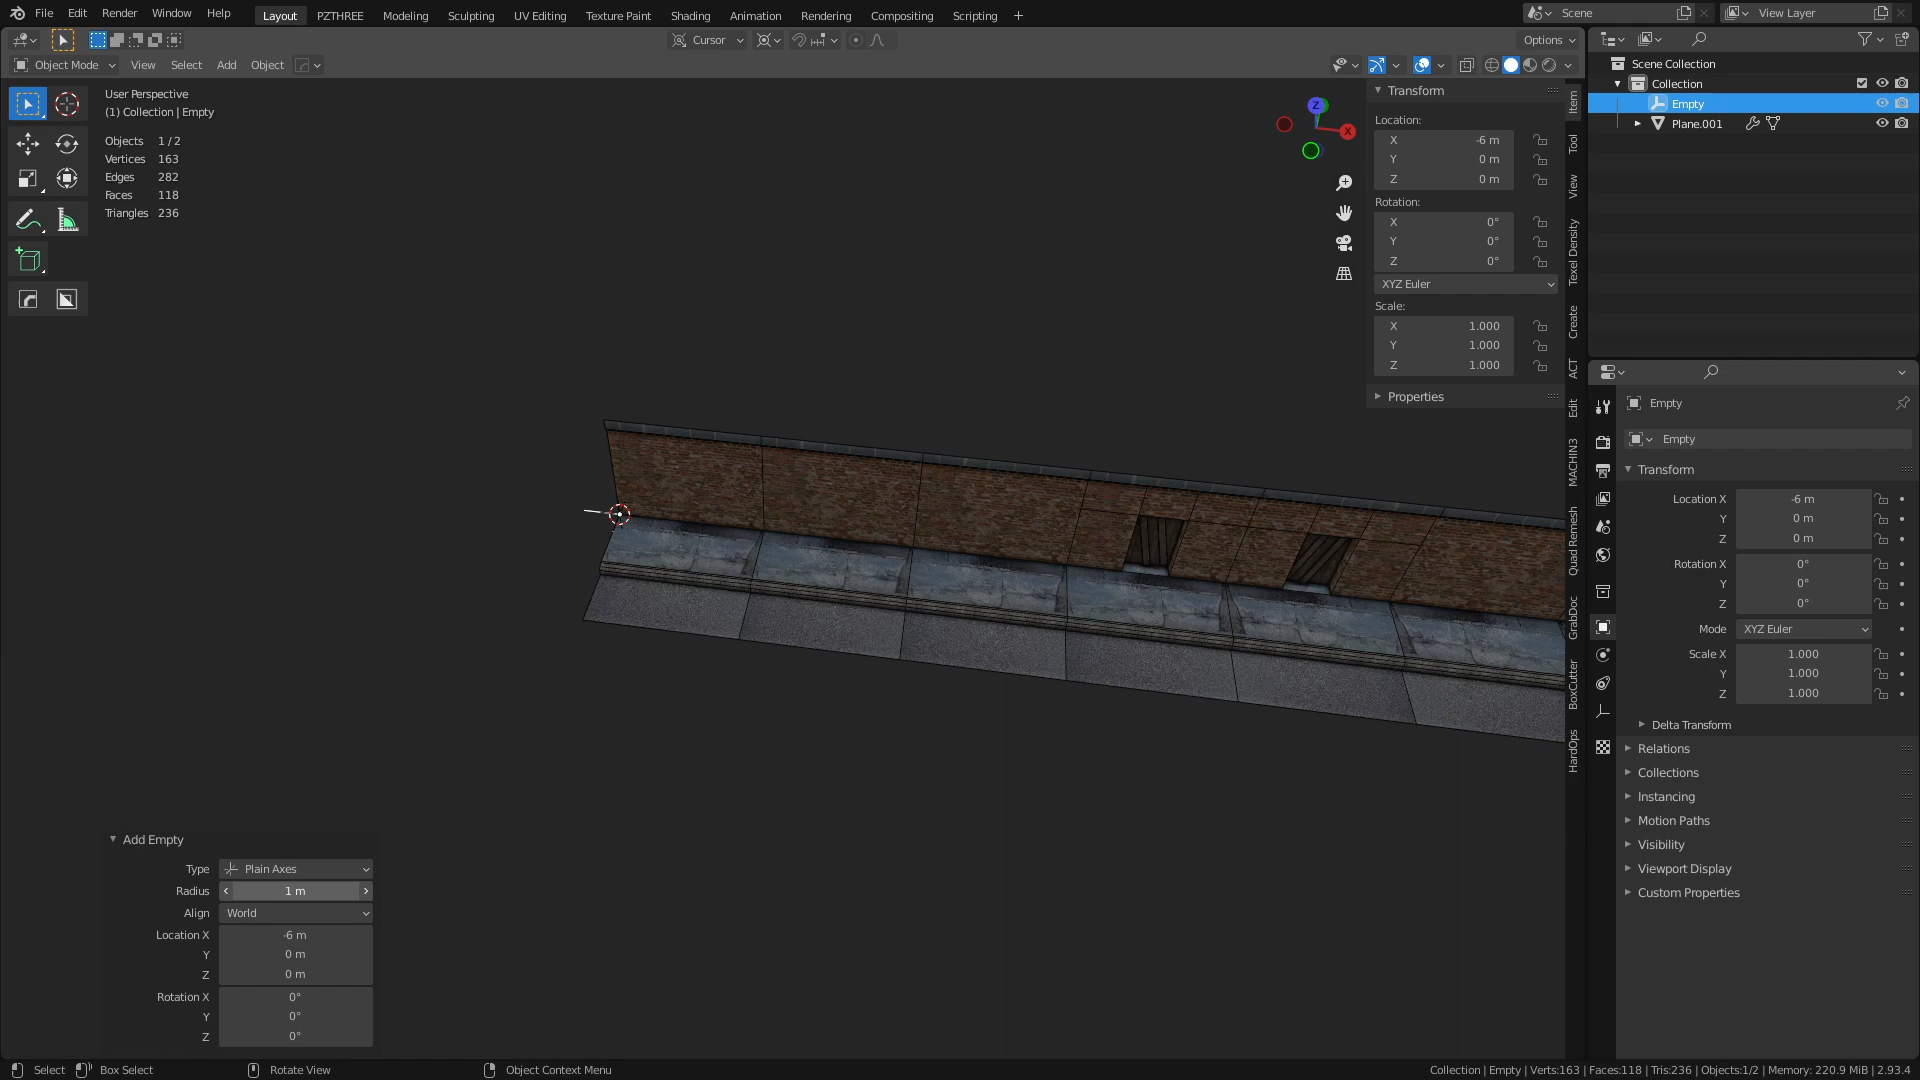 File Edit Render Window Help Layout PZTHREE Modeling Sculpting UV Editing Texture Paint Shading Animation Rendering Compositing Scripting + Scene View Layer
Cursor Options
Object Mode View Select Add Object
User Perspective
(1) Collection | Empty
Objects 1 / 2
Vertices 163
Edges 282
Faces 118
Triangles 236
Z
X
Transform
Location:
X -6 m
Y 0 m
Z 0 m
Rotation:
X 0°
Y 0°
Z 0°
XYZ Euler
Scale:
X 1.000
Y 1.000
Z 1.000
Properties
Item
Tool
View
Texel Density
Create
ACT
Edit
MACHIN3
Quad Remesh
GrabDoc
BoxCutter
HardOps
Scene Collection
Collection
Empty
Plane.001
Empty
Empty
Transform
Location X -6 m
Y 0 m
Z 0 m
Rotation X 0°
Y 0°
Z 0°
Mode XYZ Euler
Scale X 1.000
Y 1.000
Z 1.000
Delta Transform
Relations
Collections
Instancing
Motion Paths
Visibility
Viewport Display
Custom Properties
Add Empty
Type Plain Axes
Radius 1 m
Align World
Location X -6 m
Y 0 m
Z 0 m
Rotation X 0°
Y 0°
Z 0°
Select Box Select Rotate View Object Context Menu Collection | Empty | Verts:163 | Faces:118 | Tris:236 | Objects:1/2 | Memory: 220.9 MiB | 2.93.4